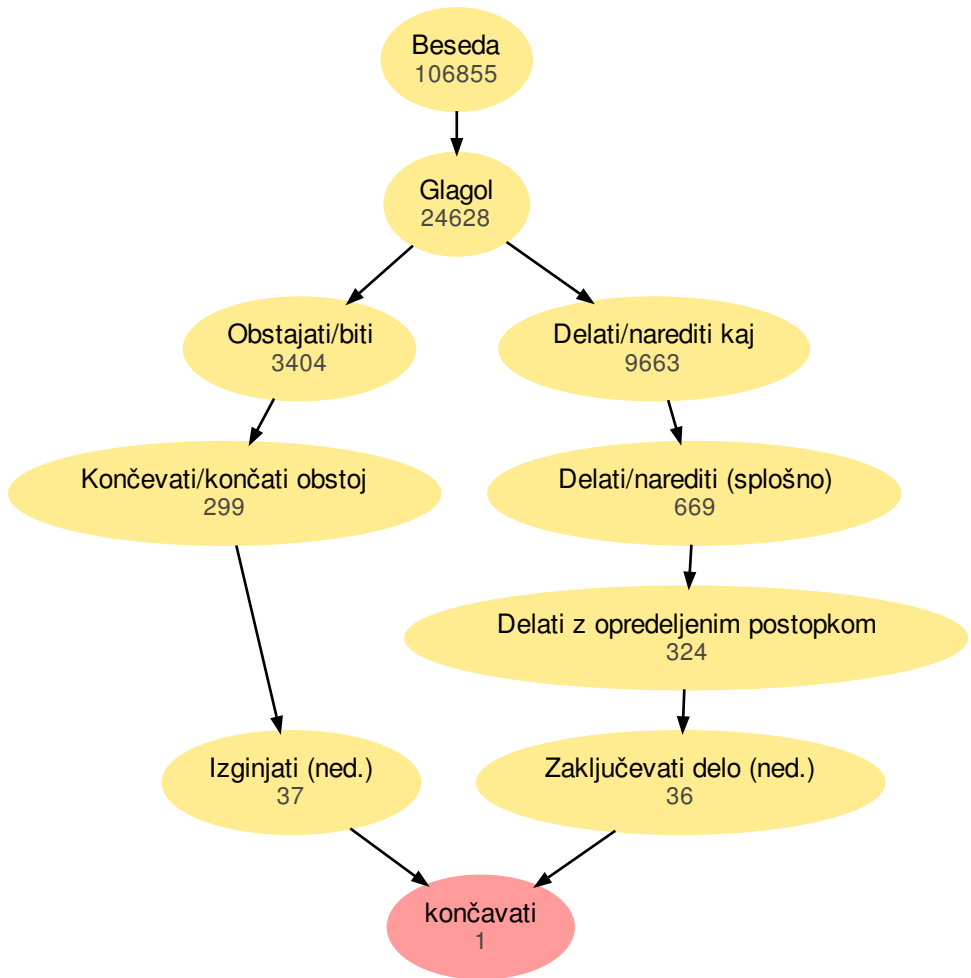 Beseda
106855
Glagol
24628
Obstajati/biti
3404
Delati/narediti kaj
9663
Končevati/končati obstoj
299
Delati/narediti (splošno)
669
Delati z opredeljenim postopkom
324
Izginjati (ned.)
37
Zaključevati delo (ned.)
36
končavati
1